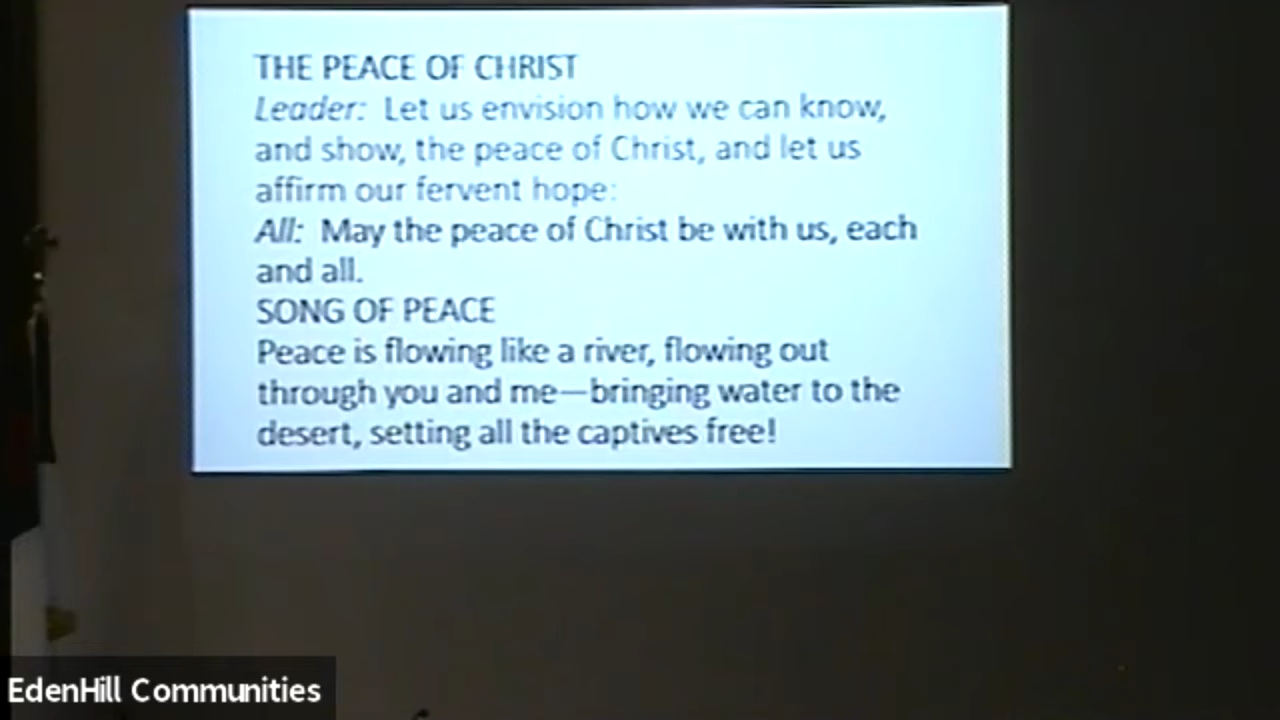 THE PEACE OF CHRIST
Leader: Let us envision how we can know,
and show, the peace of Christ, and let us
affirm our fervent hope:
All: May the peace of Christ be with us, each
and all.
SONG OF PEACE
Peace is flowing like a river, flowing out
through you and me—bringing water to the
desert, setting all the captives free!
EdenHill Communities